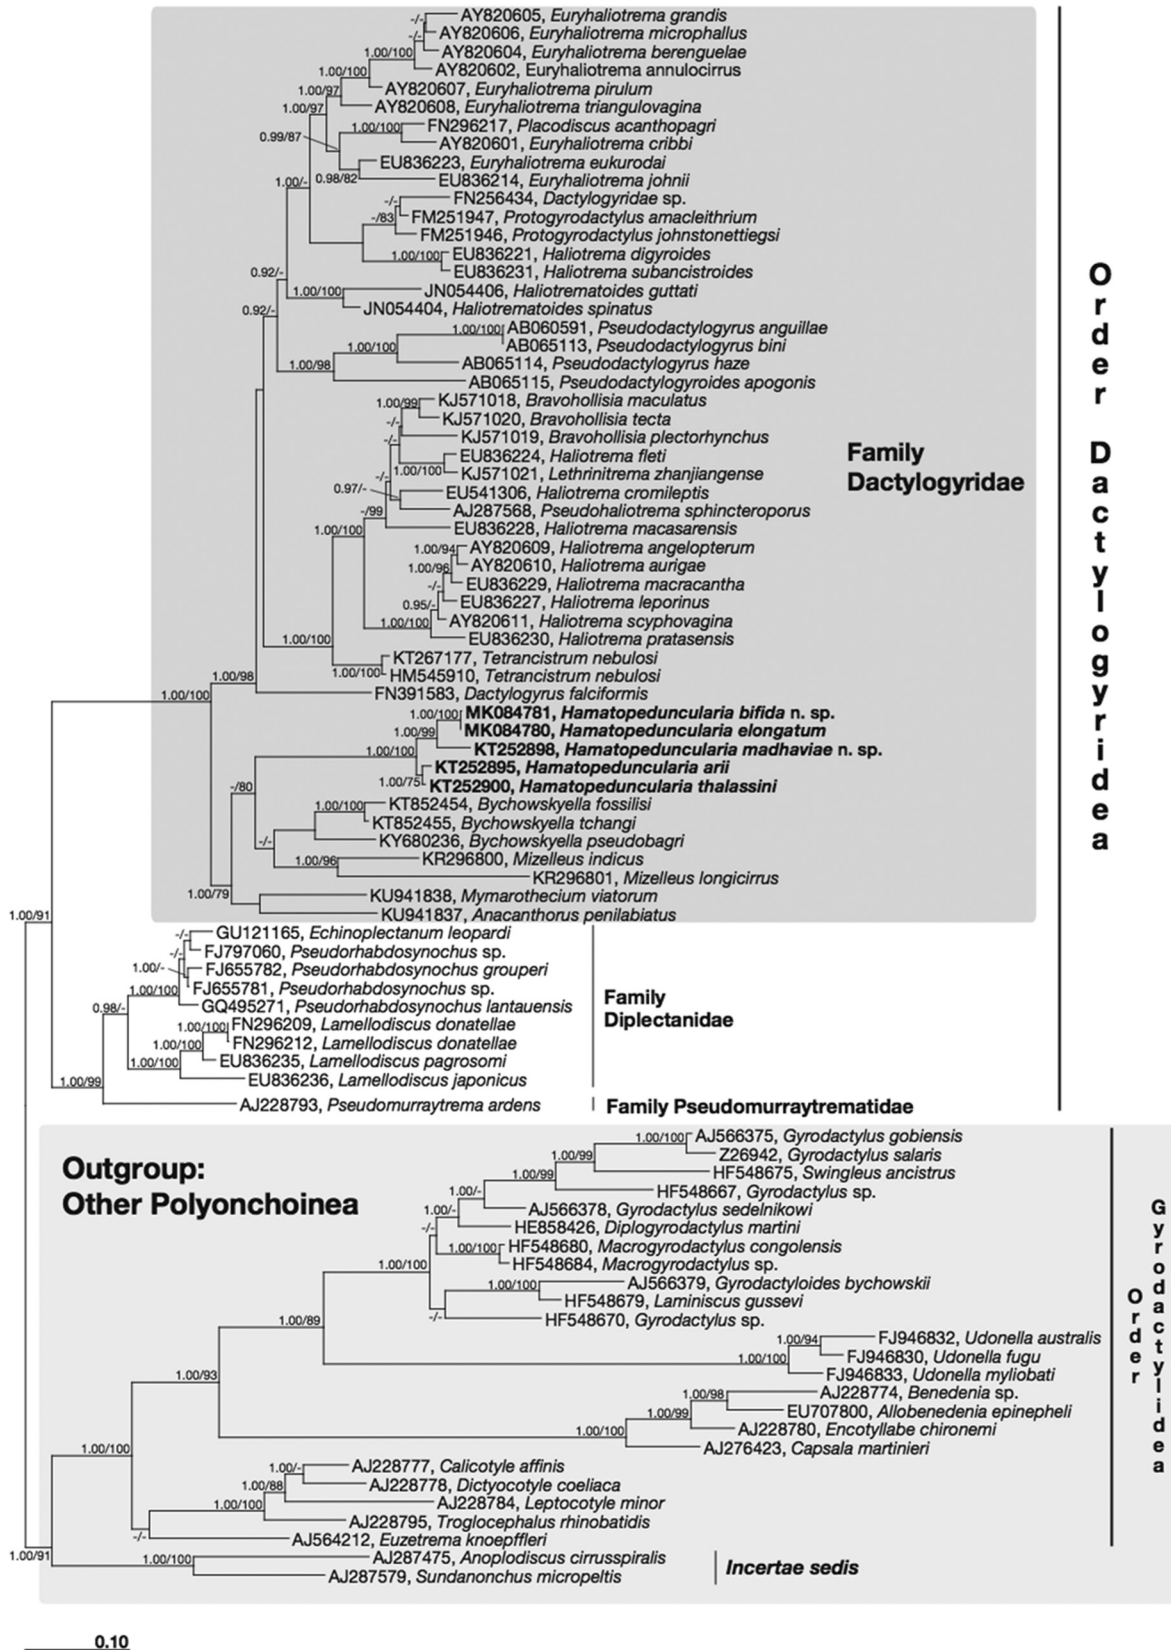 AY820605, Euryhaliotrema grandis
-/-
AY820606, Euryhaliotrema microphallus
-/-
AY820604, Euryhaliotrema berenguelae
1.00/100
AY820602, Euryhaliotrema annulocirrus
1.00/100
AY820607, Euryhaliotrema pirulum
1.00/97
AY820608, Euryhaliotrema triangulovagina
1.00/97
FN296217, Placodiscus acanthopagri
1.00/100
0.99/87
AY820601, Euryhaliotrema cribbi
EU836223, Euryhaliotrema eukurodai
0.98/82
EU836214, Euryhaliotrema johnii
1.00/-
FN256434, Dactylogyridae sp.
-/-
FM251947, Protogyrodactylus amacleithrium
-/83
FM251946, Protogyrodactylus johnstonettiegsi
EU836221, Haliotrema digyroides
1.00/100
EU836231, Haliotrema subancistroides
0.92/-
JN054406, Haliotrematoides guttati
1.00/100
JN054404, Haliotrematoides spinatus
0.92/-
AB060591, Pseudodactylogyrus anguillae
1.00/100
AB065113, Pseudodactylogyrus bini
1.00/100
AB065114, Pseudodactylogyrus haze
1.00/98
AB065115, Pseudodactylogyroides apogonis
KJ571018, Bravohollisia maculatus
1.00/99
KJ571020, Bravohollisia tecta
-/-
KJ571019, Bravohollisia plectorhynchus
-/-
EU836224, Haliotrema fleti
1.00/100
KJ571021, Lethrinitrema zhanjiangense
-/-
EU541306, Haliotrema cromileptis
0.97/-
AJ287568, Pseudohaliotrema sphincteroporus
-/99
EU836228, Haliotrema macasarensis
1.00/100
AY820609, Haliotrema angelopterum
1.00/94
AY820610, Haliotrema aurigae
1.00/96
EU836229, Haliotrema macracantha
-/-
EU836227, Haliotrema leporinus
0.95/-
AY820611, Haliotrema scyphovagina
1.00/100
EU836230, Haliotrema pratasensis
1.00/100
KT267177, Tetrancistrum nebulosi
1.00/100
HM545910, Tetrancistrum nebulosi
1.00/98
FN391583, Dactylogyrus falciformis
1.00/100
Family
Dactylogyridae
MK084781, Hamatopeduncularia bifida n. sp.
1.00/100
MK084780, Hamatopeduncularia elongatum
1.00/99
KT252898, Hamatopeduncularia madhaviae n. sp.
1.00/100
KT252895, Hamatopeduncularia arii
1.00/75
KT252900, Hamatopeduncularia thalassini
-/80
KT852454, Bychowskyella fossilisi
1.00/100
KT852455, Bychowskyella tchangi
KY680236, Bychowskyella pseudobagri
-/-
KR296800, Mizelleus indicus
1.00/96
KR296801, Mizelleus longicirrus
1.00/79
KU941838, Mymarothecium viatorum
KU941837, Anacanthorus penilabiatus
Order Dactylogyridea
1.00/91
GU121165, Echinoplectanum leopardi
-/-
FJ797060, Pseudorhabdosynochus sp.
-/-
FJ655782, Pseudorhabdosynochus grouperi
1.00/-
FJ655781, Pseudorhabdosynochus sp.
1.00/100
GQ495271, Pseudorhabdosynochus lantauensis
0.98/-
FN296209, Lamellodiscus donatellae
1.00/100
FN296212, Lamellodiscus donatellae
1.00/100
EU836235, Lamellodiscus pagrosomi
1.00/100
EU836236, Lamellodiscus japonicus
1.00/99
Family
Diplectanidae
AJ228793, Pseudomurraytrema ardens
Family Pseudomurraytrematidae
Outgroup:
Other Polyonchoinea
AJ566375, Gyrodactylus gobiensis
1.00/100
Z26942, Gyrodactylus salaris
1.00/99
HF548675, Swingleus ancistrus
1.00/99
HF548667, Gyrodactylus sp.
1.00/-
AJ566378, Gyrodactylus sedelnikowi
1.00/-
HE858426, Diplogyrodactylus martini
-/-
HF548680, Macrogyrodactylus congolensis
1.00/100
HF548684, Macrogyrodactylus sp.
1.00/100
AJ566379, Gyrodactyloides bychowskii
1.00/100
HF548679, Laminiscus gussevi
-/-
HF548670, Gyrodactylus sp.
1.00/89
FJ946832, Udonella australis
1.00/94
FJ946830, Udonella fugu
1.00/100
FJ946833, Udonella myliobati
1.00/93
AJ228774, Benedenia sp.
1.00/98
EU707800, Allobenedenia epinepheli
1.00/99
AJ228780, Encotyllabe chironemi
1.00/100
AJ276423, Capsala martinieri
1.00/100
AJ228777, Calicotyle affinis
1.00/-
AJ228778, Dictyocotyle coeliaca
1.00/88
AJ228784, Leptocotyle minor
1.00/100
AJ228795, Troglocephalus rhinobatidis
-/-
AJ564212, Euzetrema knoepffleri
1.00/91
AJ287475, Anoplodiscus cirrusspiralis
1.00/100
AJ287579, Sundanonchus micropeltis
Incertae sedis
Order
Gyrodactylidea
0.10